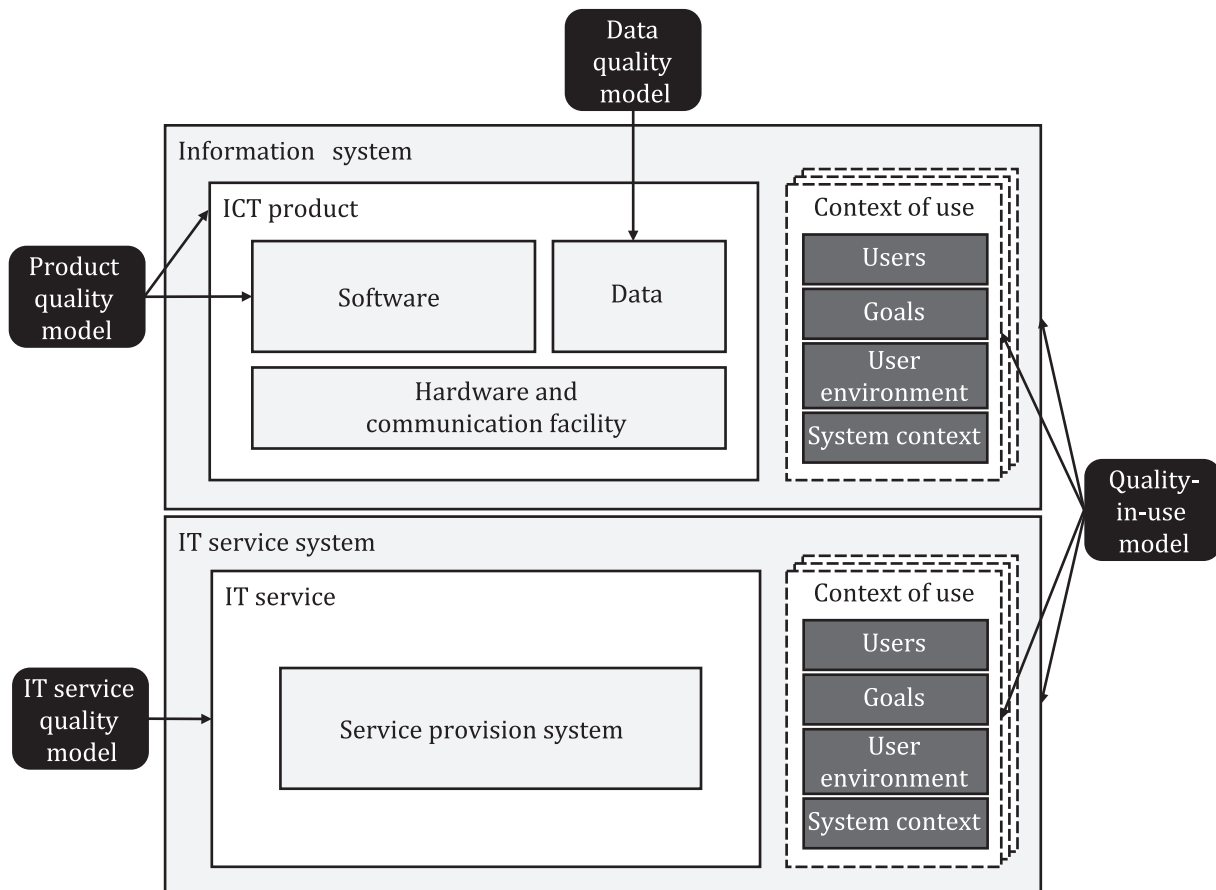 Data
quality
model
Information system
ICT product
Software
Data
Hardware and
communication facility
Context of use
Users
Goals
User
environment
System context
Product
quality
model
Quality-
in-use
model
IT service system
IT service
Service provision system
Context of use
Users
Goals
User
environment
System context
IT service
quality
model